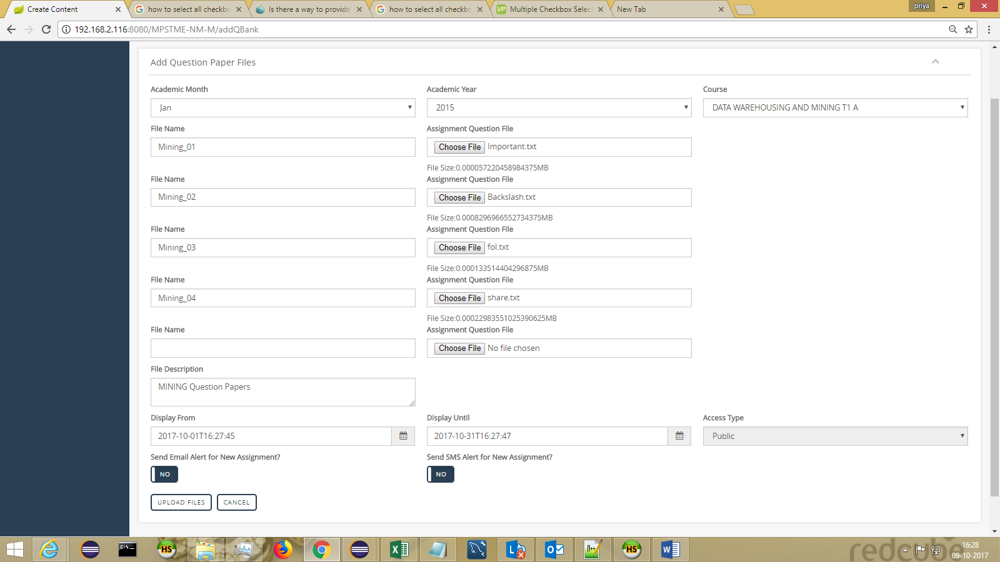 Create Content
how to select all checkbo
Is there a way to provide
how to select all checkbo
VP Multiple Checkbox Selec
New Tab
priya
192.168.2.116:8080/MPSTME-NM-M/addQBank
Add Question Paper Files
Academic Month Academic Year Course
Jan 2015 DATA WAREHOUSING AND MINING T1 A
File Name Assignment Question File
Mining_01 Choose File Important.txt
File Size:0.000057220458984375MB
File Name Assignment Question File
Mining_02 Choose File Backslash.txt
File Size:0.0008296966552734375MB
File Name Assignment Question File
Mining_03 Choose File fol.txt
File Size:0.000133514404296875MB
File Name Assignment Question File
Mining_04 Choose File share.txt
File Size:0.00022983551025390625MB
File Name Assignment Question File
Choose File No file chosen
File Description
MINING Question Papers
Display From Display Until Access Type
2017-10-01T16:27:45 2017-10-31T16:27:47 Public
Send Email Alert for New Assignment? Send SMS Alert for New Assignment?
NO NO
UPLOAD FILES CANCEL
redcube
16:28
09-10-2017